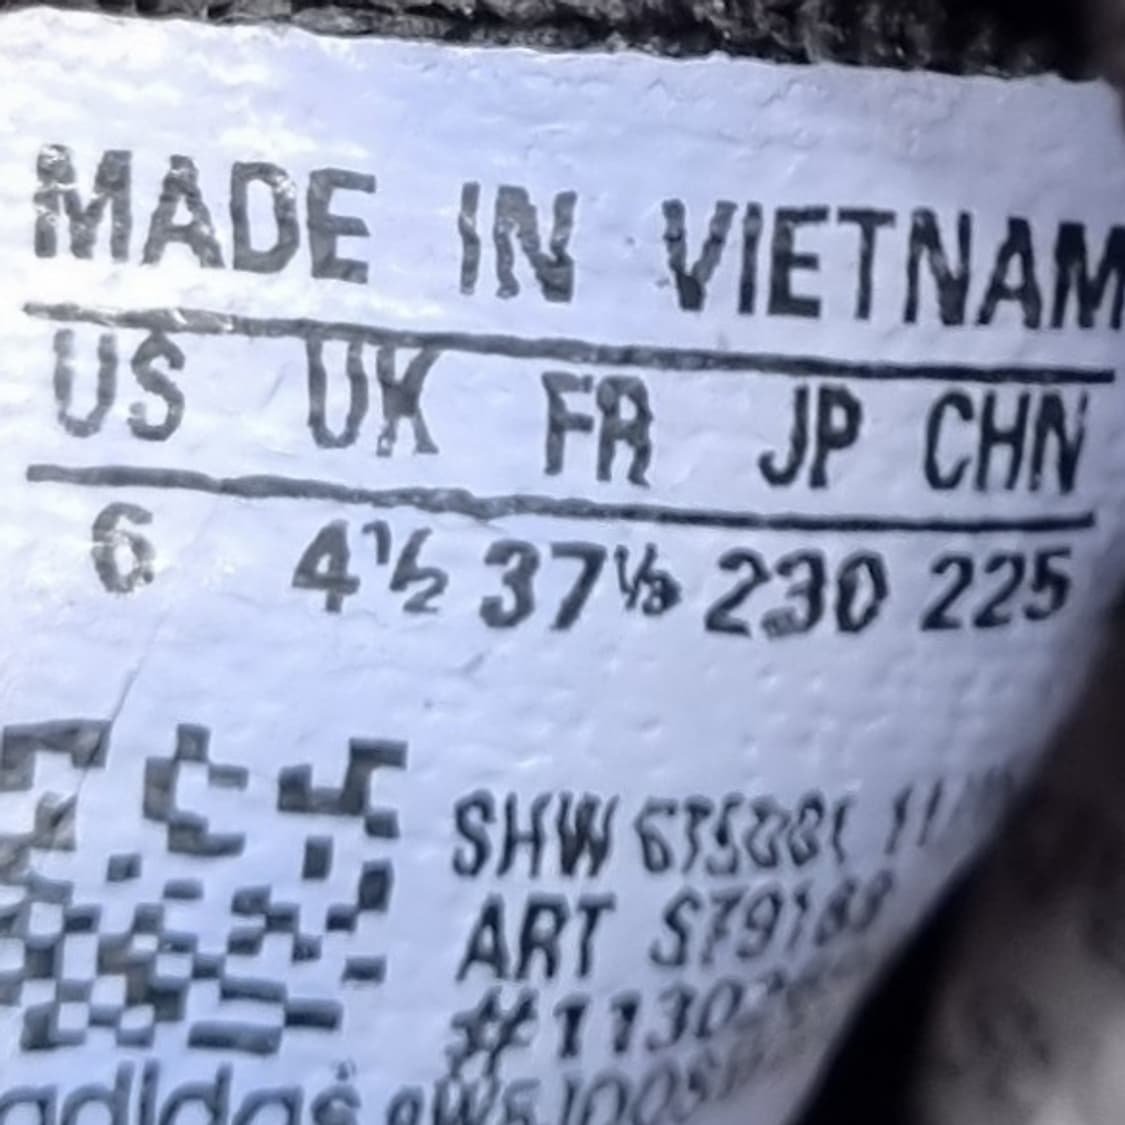 MADE IN VIETNAM
US UK FR JP CHN
6 4½ 37⅓ 230 225
SHW
ART
adidas